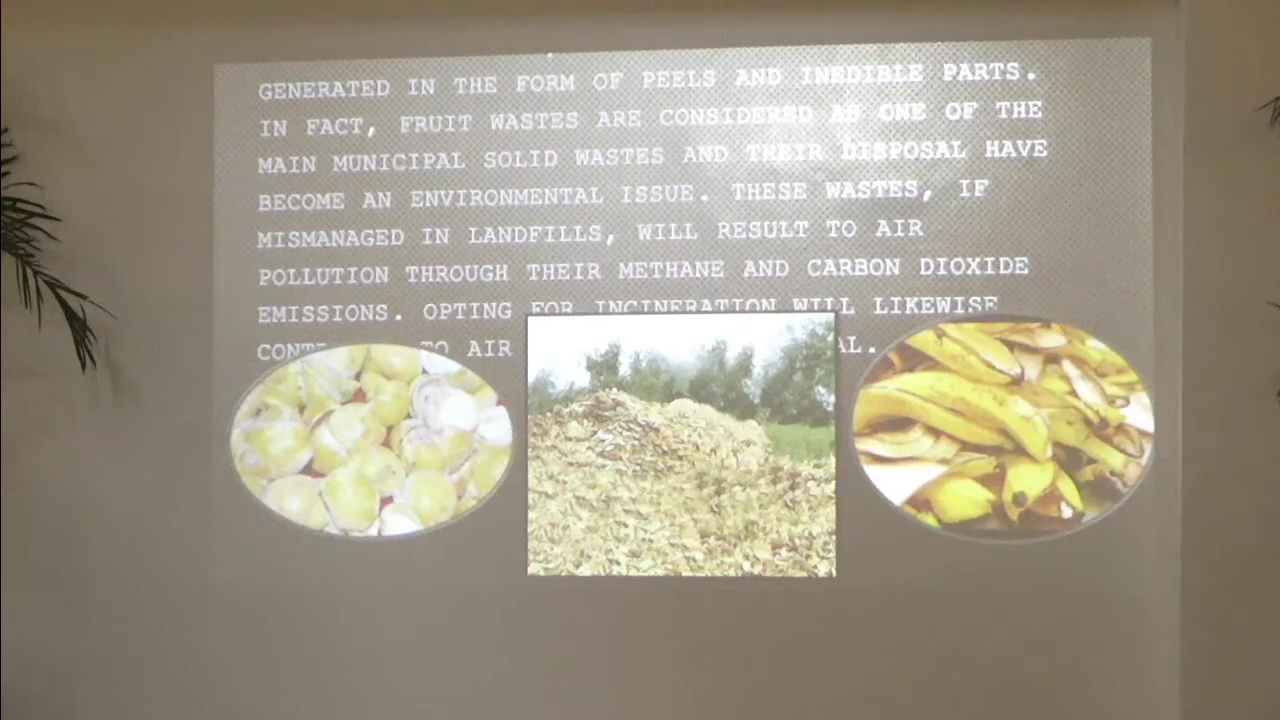 GENERATED IN THE FORM OF PEELS AND INEDIBLE PARTS.
IN FACT, FRUIT WASTES ARE CONSIDERED AS ONE OF THE
MAIN MUNICIPAL SOLID WASTES AND THEIR DISPOSAL HAVE
BECOME AN ENVIRONMENTAL ISSUE. THESE WASTES, IF
MISMANAGED IN LANDFILLS, WILL RESULT TO AIR
POLLUTION THROUGH THEIR METHANE AND CARBON DIOXIDE
EMISSIONS. OPTING FOR INCINERATION WILL LIKEWISE
TO AIR